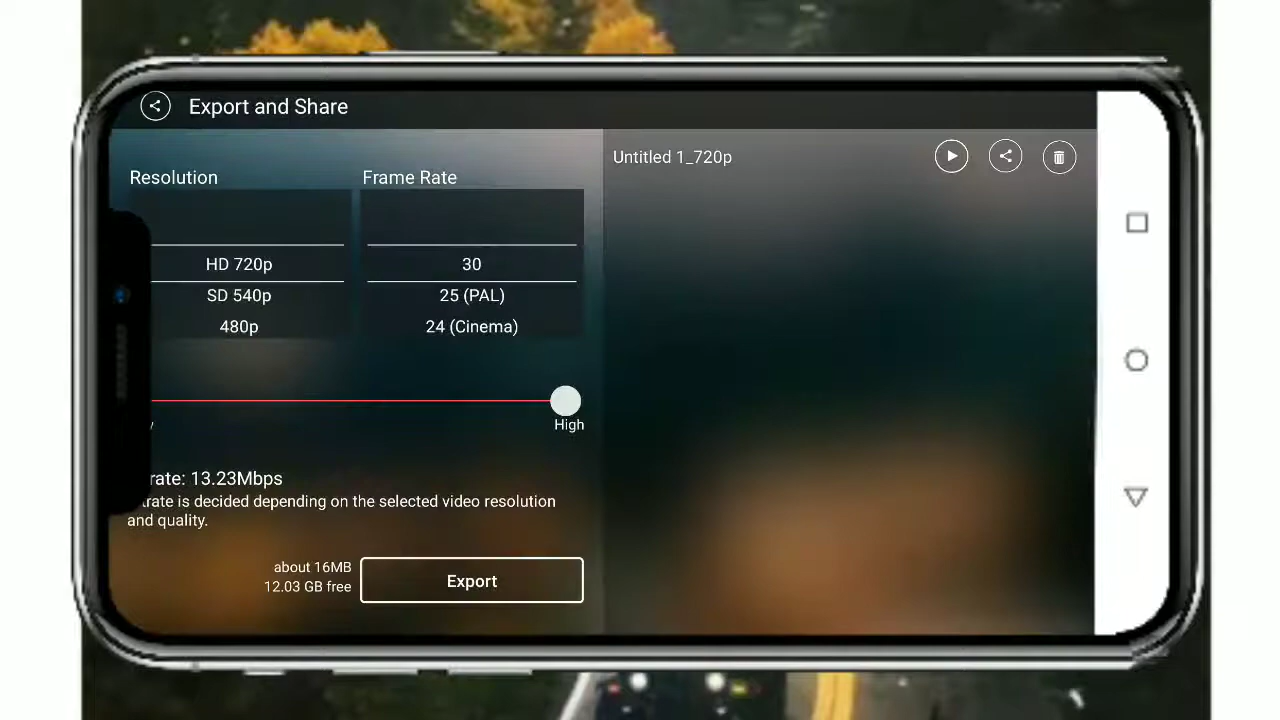 Export and Share
Untitled 1_720p
Resolution
Frame Rate
HD 720p
30
SD 540p
25 (PAL)
480p
24 (Cinema)
High
rate: 13.23Mbps
trate is decided depending on the selected video resolution
and quality.
about 16MB
12.03 GB free
Export